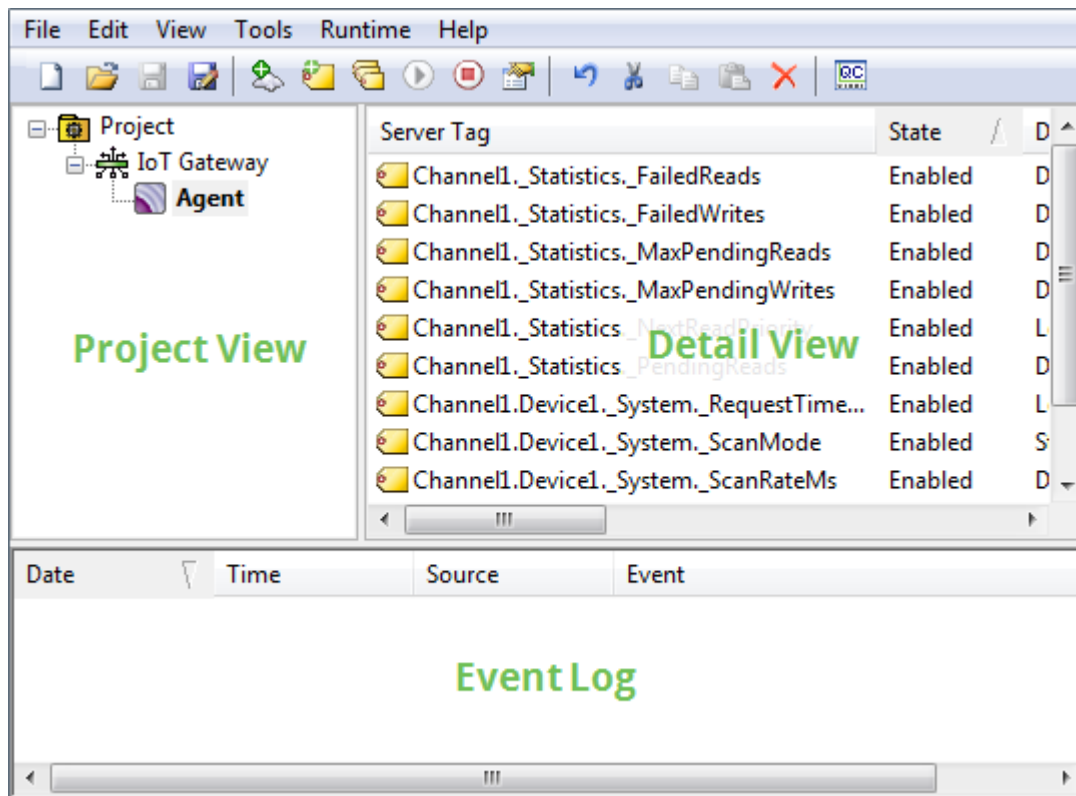 File Edit View Tools Runtime Help
QC
Project
IoT Gateway
Agent
Project View
Server Tag State D
Channel1._Statistics._FailedReads Enabled D
Channel1._Statistics._FailedWrites Enabled D
Channel1._Statistics._MaxPendingReads Enabled D
Channel1._Statistics._MaxPendingWrites Enabled D
Channel1._Statistics._NextReadPriority Enabled L
Detail View
Channel1._Statistics._PendingReads Enabled D
Channel1.Device1._System._RequestTime... Enabled L
Channel1.Device1._System._ScanMode Enabled S
Channel1.Device1._System._ScanRateMs Enabled D
Date Time Source Event
Event Log